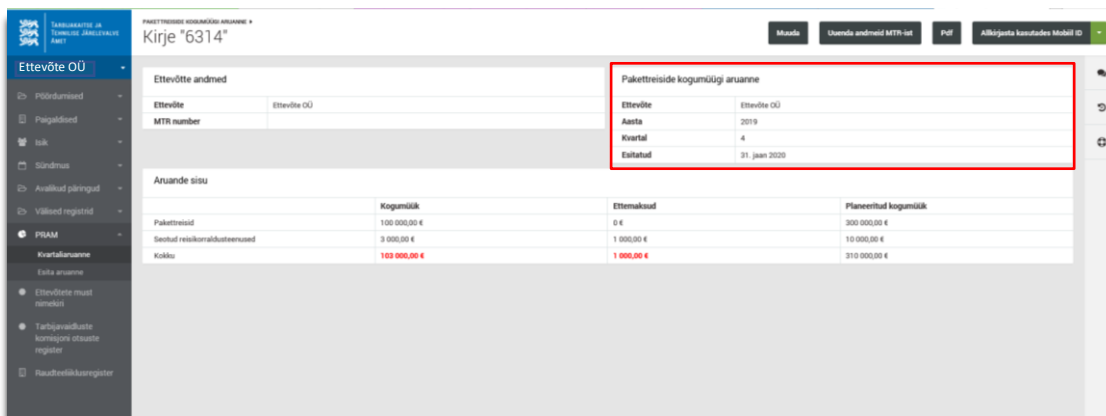 TARBIJAKAITSE JA
TEHNILISE JÄRELEVALVE
AMET
PAKETTREISIDE KOGUMÜÜGI ARUANNE
Kirje "6314"
Muuda
Uuenda andmeid MTR-ist
Pdf
Allkirjasta kasutades Mobiil ID
Ettevõte OÜ
Pöördumised
Paigaldised
Isik
Sündmus
Avalikud päringud
Välised registrid
PRAM
Kvartaliaruanne
Esita aruanne
Ettevõtete must
nimekiri
Tarbijavaidluste
komisjoni otsuste
register
Raudteeliiklusregister
Ettevõtte andmed
Ettevõte Ettevõte OÜ
MTR number
Pakettreiside kogumüügi aruanne
Ettevõte Ettevõte OÜ
Aasta 2019
Kvartal 4
Esitatud 31. jaan 2020
Aruande sisu
Kogumüük Ettemaksud Planeeritud kogumüük
Pakettreisid 100 000,00 € 0 € 300 000,00 €
Seotud reisikorraldusteenused 3 000,00 € 1 000,00 € 10 000,00 €
Kokku 103 000,00 € 1 000,00 € 310 000,00 €